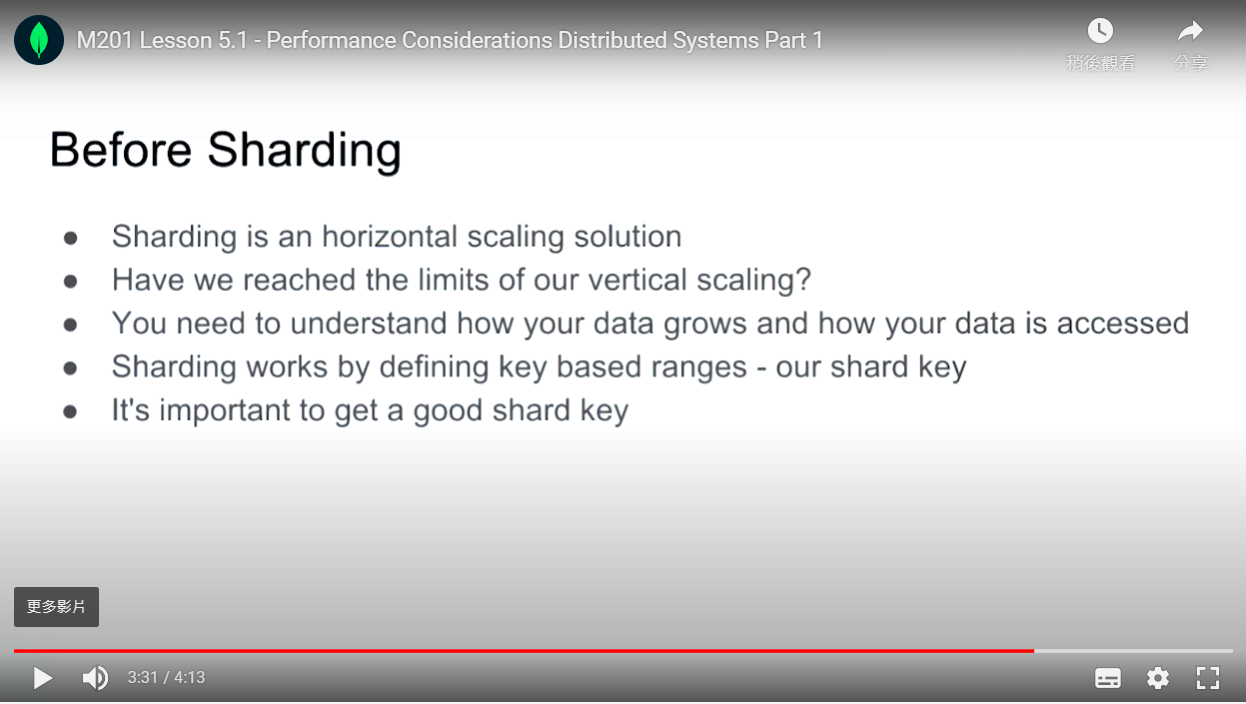 M201 Lesson 5.1 - Performance Considerations Distributed Systems Part 1
稍後觀看
分享
Before Sharding
● Sharding is an horizontal scaling solution
● Have we reached the limits of our vertical scaling?
● You need to understand how your data grows and how your data is accessed
● Sharding works by defining key based ranges - our shard key
● It's important to get a good shard key
更多影片
3:31 / 4:13